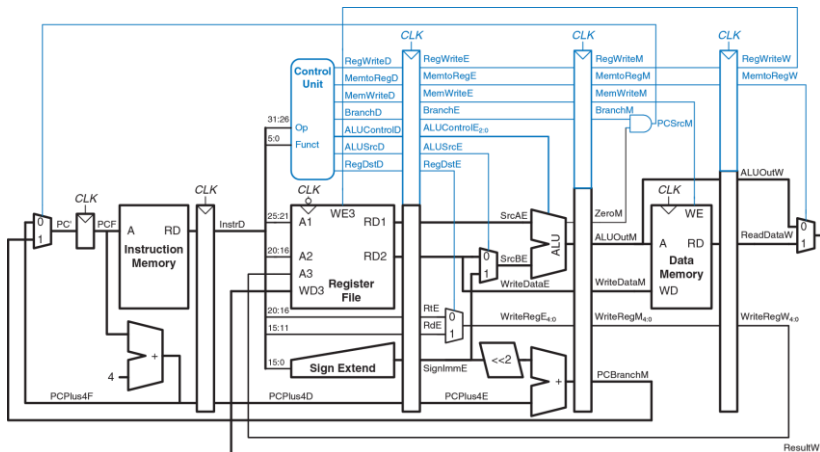 CLK CLK CLK
RegWriteD RegWriteE RegWriteM RegWriteW
Control Unit MemtoRegD MemtoRegE MemtoRegM MemtoRegW
MemWriteD MemWriteE MemWriteM
31:26 BranchD BranchE BranchM
Op ALUControlD ALUControlE2:0 PCSrcM
5:0 Funct ALUSrcD ALUSrcE
RegDstD RegDstE
CLK CLK CLK CLK
ALUOutW
0 1 PC' PCF A RD InstrD 25:21 A1 WE3 RD1 SrcAE ZeroM WE 0 1
Instruction Memory
20:16 A2 RD2 0 1 SrcBE ALU ALUOutM A RD ReadDataW
A3 Register File Data Memory
WD3 WriteDataE WriteDataM WD
20:16 RtE 0
15:11 RdE 1 WriteRegE4:0 WriteRegM4:0 WriteRegW4:0
+
15:0 Sign Extend SignImmE <<2 PCBranchM
4 +
PCPlus4F PCPlus4D PCPlus4E
ResultW